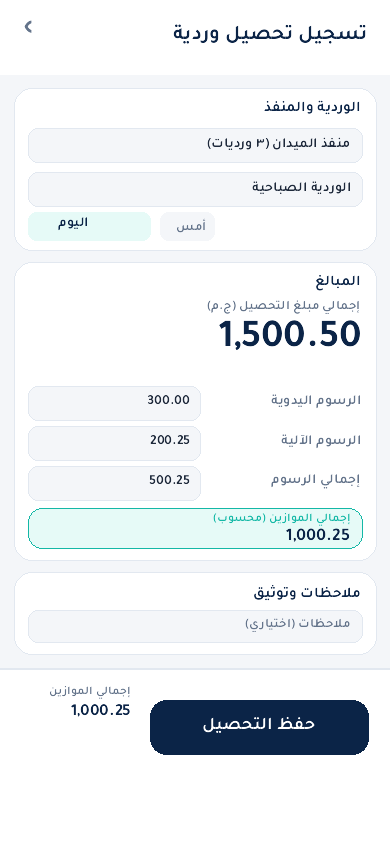 تسجيل تحصيل وردية
الوردية والمنفذ
منفذ الميدان (٣ ورديات)
الوردية الصباحية
أمس
اليوم
المبالغ
إجمالي مبلغ التحصيل (ج.م)
1,500.50
الرسوم اليدوية
300.00
الرسوم الآلية
200.25
إجمالي الرسوم
500.25
إجمالي الموازين (محسوب)
1,000.25
ملاحظات وتوثيق
ملاحظات (اختياري)
حفظ التحصيل
إجمالي الموازين
1,000.25